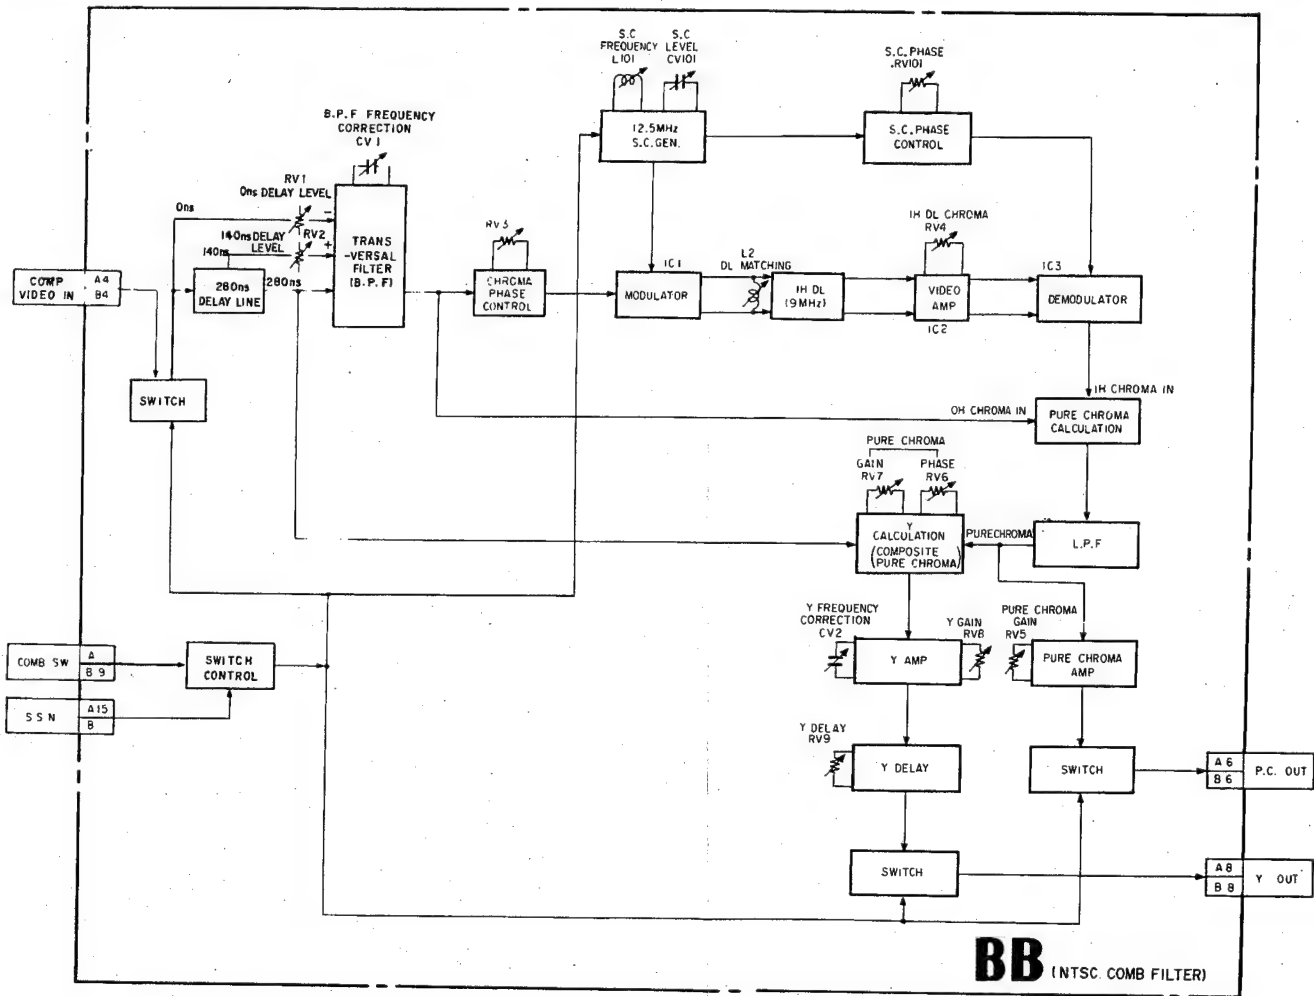 S.C
FREQUENCY
L101
S.C
LEVEL
CV101
S.C. PHASE
RV101
B.P.F FREQUENCY
CORRECTION
CV1
12.5MHz
S.C.GEN.
S.C. PHASE
CONTROL
RV1
0ns DELAY LEVEL
0ns
-
140ns DELAY
LEVEL
RV2
+
140ns
TRANS
-VERSAL
FILTER
(B.P.F)
RV3
1H DL CHROMA
RV4
COMP
VIDEO IN
A4
B4
280ns
DELAY LINE
280ns
CHROMA
PHASE
CONTROL
IC1
MODULATOR
L2
DL MATCHING
1H DL
(9MHz)
VIDEO
AMP
IC2
IC3
DEMODULATOR
SWITCH
1H CHROMA IN
0H CHROMA IN
PURE CHROMA
CALCULATION
PURE CHROMA
GAIN
RV7
PHASE
RV6
Y
CALCULATION
(COMPOSITE
PURE CHROMA)
PURECHROMA
L.P.F
Y FREQUENCY
CORRECTION
CV2
Y GAIN
RV8
PURE CHROMA
GAIN
RV5
COMB SW
A
B9
SWITCH
CONTROL
Y AMP
PURE CHROMA
AMP
SSN
A15
B
Y DELAY
RV9
Y DELAY
SWITCH
A6
B6
P.C. OUT
SWITCH
A8
B8
Y OUT
BB (NTSC COMB FILTER)